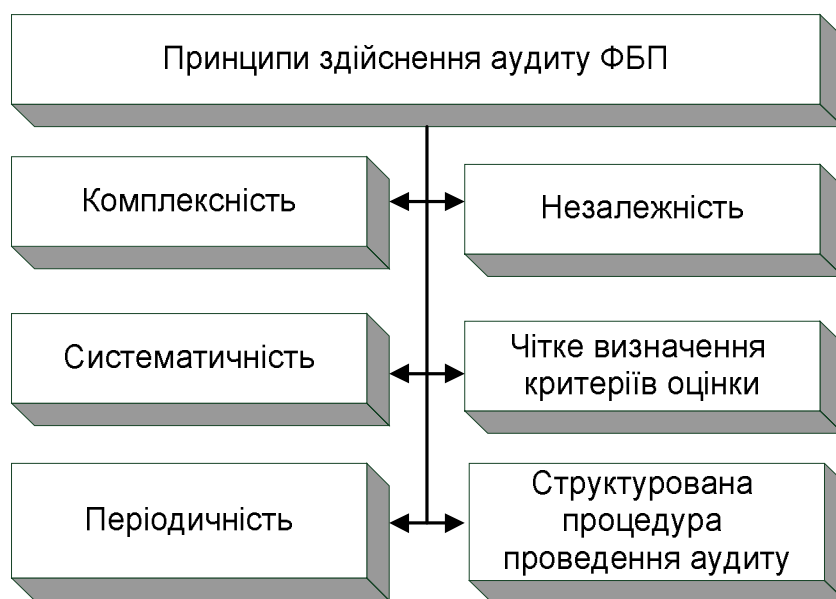 Принципи здійснення аудиту ФБП
Комплексність
Незалежність
Систематичність
Чітке визначення
критеріїв оцінки
Періодичність
Структурована
процедура
проведення аудиту